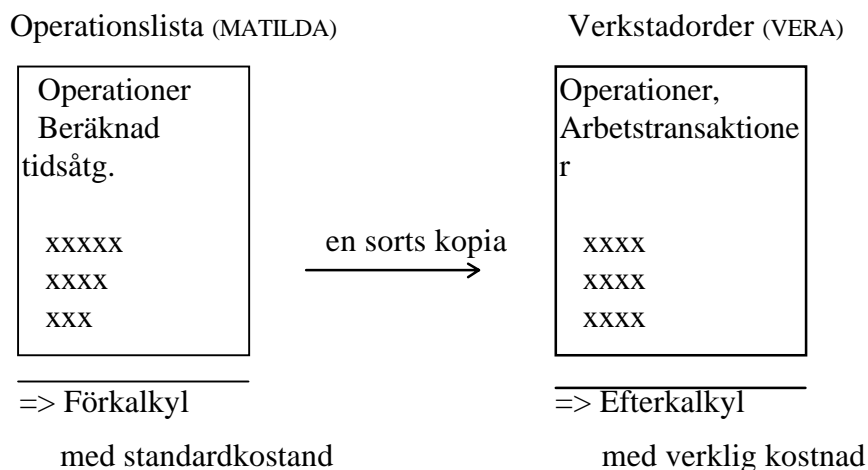 Operationslista (MATILDA)
Verkstadorder (VERA)
Operationer
Beräknad
tidsåtg.
xxxxx
xxxx
xxx
en sorts kopia
Operationer,
Arbetstransaktione
r
xxxx
xxxx
xxxx
=> Förkalkyl
med standardkostand
=> Efterkalkyl
med verklig kostnad